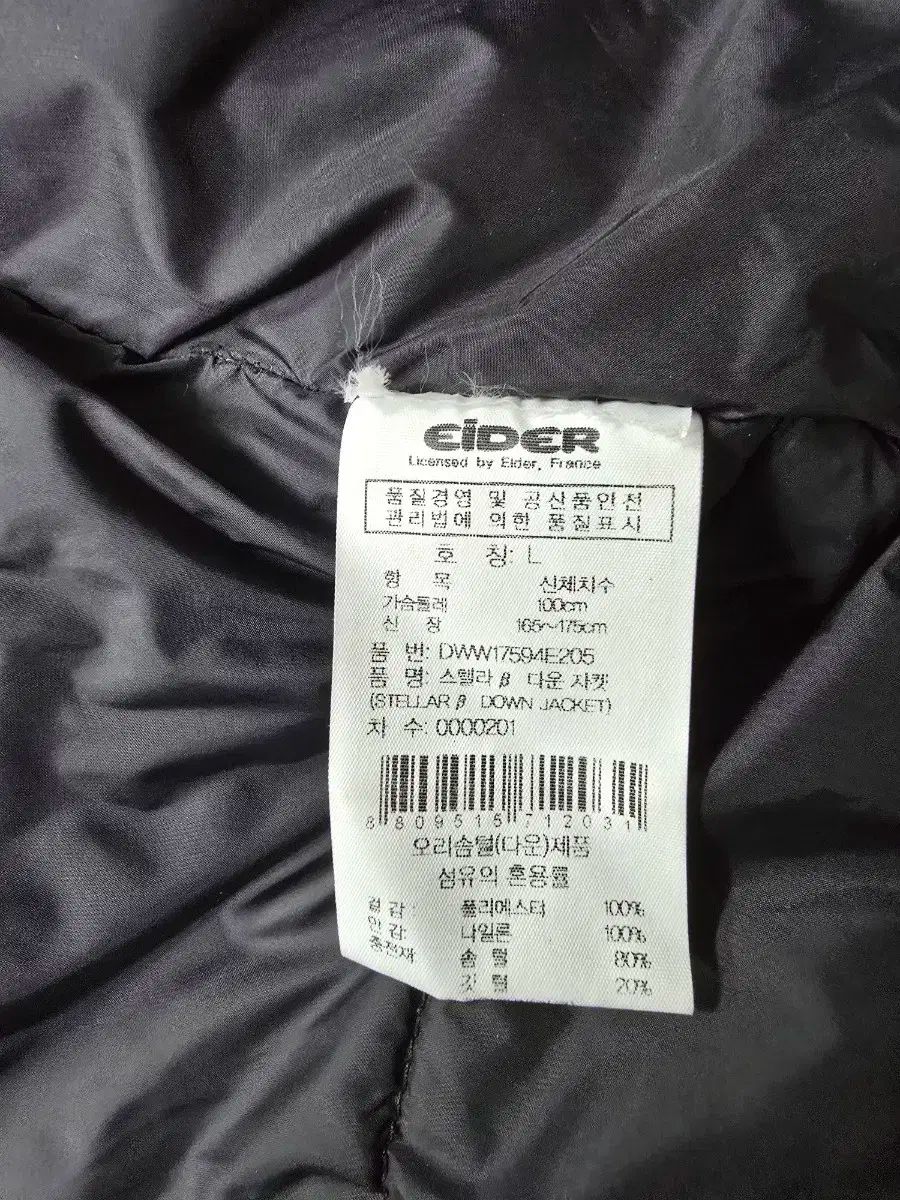 EiDER
Licensed by Eider, France
품질경영 및 공산품안전
관리법에 의한 품질표시
호 칭: L
항 목 신체치수
가슴둘레 100cm
신 장 165~175cm
품 번: DWW17594E205
품 명: 스텔라 β 다운 자켓
(STELLAR β DOWN JACKET)
차 수: 0000201
8809515712031
오리솜털(다운)제품
섬유의 혼용률
겉감: 폴리에스터 100%
안감: 나일론 100%
충전재 솜 털 80%
깃 털 20%